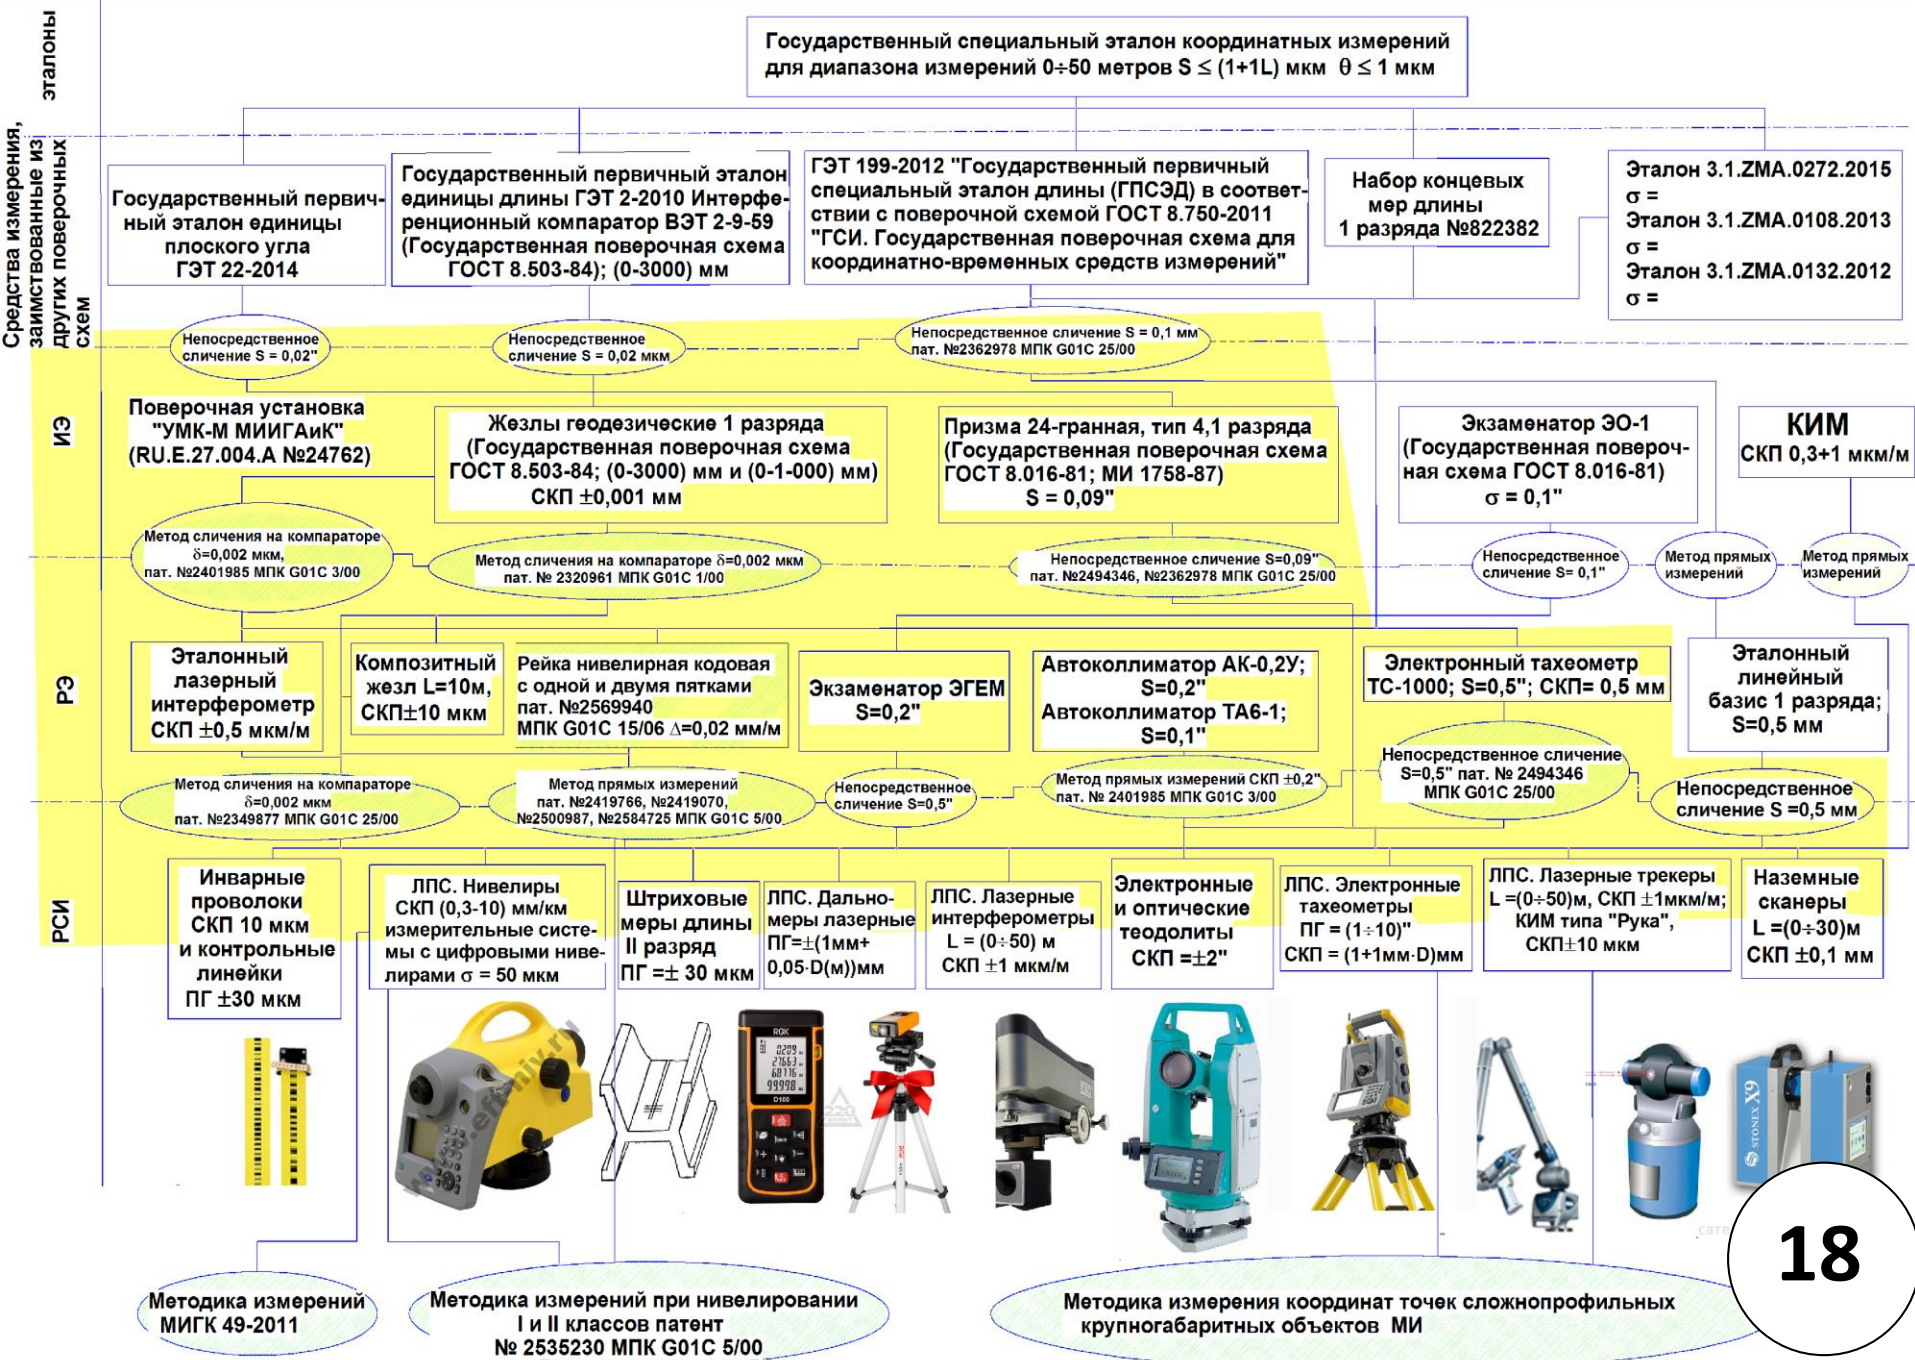 эталоны
Средства измерения,
заимствованные из
других поверочных
схем
ИЭ
РЭ
РСИ
Государственный специальный эталон координатных измерений
для диапазона измерений 0÷50 метров S ≤ (1+1L) мкм θ ≤ 1 мкм
Государственный первич-
ный эталон единицы
плоского угла
ГЭТ 22-2014
Государственный первичный эталон
единицы длины ГЭТ 2-2010 Интерфе-
ренционный компаратор ВЭТ 2-9-59
(Государственная поверочная схема
ГОСТ 8.503-84); (0-3000) мм
ГЭТ 199-2012 "Государственный первичный
специальный эталон длины (ГПСЭД) в соответ-
ствии с поверочной схемой ГОСТ 8.750-2011
"ГСИ. Государственная поверочная схема для
координатно-временных средств измерений"
Набор концевых
мер длины
1 разряда №822382
Эталон 3.1.ZMA.0272.2015
σ =
Эталон 3.1.ZMA.0108.2013
σ =
Эталон 3.1.ZMA.0132.2012
σ =
Непосредственное
сличение S = 0,02"
Непосредственное
сличение S = 0,02 мкм
Непосредственное сличение S = 0,1 мм
пат. №2362978 МПК G01C 25/00
Поверочная установка
"УМК-М МИИГАиК"
(RU.E.27.004.A №24762)
Жезлы геодезические 1 разряда
(Государственная поверочная схема
ГОСТ 8.503-84; (0-3000) мм и (0-1-000) мм)
СКП ±0,001 мм
Призма 24-гранная, тип 4,1 разряда
(Государственная поверочная схема
ГОСТ 8.016-81; МИ 1758-87)
S = 0,09"
Экзаменатор ЭО-1
(Государственная повероч-
ная схема ГОСТ 8.016-81)
σ = 0,1"
КИМ
СКП 0,3+1 мкм/м
Метод сличения на компараторе
δ=0,002 мкм,
пат. №2401985 МПК G01C 3/00
Метод сличения на компараторе δ=0,002 мкм
пат. № 2320961 МПК G01C 1/00
Непосредственное сличение S=0,09"
пат. №2494346, №2362978 МПК G01C 25/00
Непосредственное
сличение S= 0,1"
Метод прямых
измерений
Метод прямых
измерений
Эталонный
лазерный
интерферометр
СКП ±0,5 мкм/м
Композитный
жезл L=10м,
СКП±10 мкм
Рейка нивелирная кодовая
с одной и двумя пятками
пат. №2569940
МПК G01C 15/06 Δ=0,02 мм/м
Экзаменатор ЭГЕМ
S=0,2"
Автоколлиматор АК-0,2У;
S=0,2"
Автоколлиматор ТА6-1;
S=0,1"
Электронный тахеометр
ТС-1000; S=0,5"; СКП= 0,5 мм
Эталонный
линейный
базис 1 разряда;
S=0,5 мм
Метод сличения на компараторе
δ=0,002 мкм
пат. №2349877 МПК G01C 25/00
Метод прямых измерений
пат. №2419766, №2419070,
№2500987, №2584725 МПК G01C 5/00
Непосредственное
сличение S=0,5"
Метод прямых измерений СКП ±0,2"
пат. № 2401985 МПК G01C 3/00
Непосредственное сличение
S=0,5" пат. № 2494346
МПК G01C 25/00
Непосредственное
сличение S =0,5 мм
Инварные
проволоки
СКП 10 мкм
и контрольные
линейки
ПГ ±30 мкм
ЛПС. Нивелиры
СКП (0,3-10) мм/км
измерительные систе-
мы с цифровыми ниве-
лирами σ = 50 мкм
Штриховые
меры длины
II разряд
ПГ =± 30 мкм
ЛПС. Дально-
меры лазерные
ПГ=±(1мм+
0,05·D(м))мм
ЛПС. Лазерные
интерферометры
L = (0÷50) м
СКП ±1 мкм/м
Электронные
и оптические
теодолиты
СКП =±2"
ЛПС. Электронные
тахеометры
ПГ = (1÷10)"
СКП = (1+1мм·D)мм
ЛПС. Лазерные трекеры
L =(0÷50)м, СКП ±1мкм/м;
КИМ типа "Рука",
СКП±10 мкм
Наземные
сканеры
L =(0÷30)м
СКП ±0,1 мм
RGK
D100
220
STONEX X9
Методика измерений
МИГК 49-2011
Методика измерений при нивелировании
I и II классов патент
№ 2535230 МПК G01C 5/00
Методика измерения координат точек сложнопрофильных
крупногабаритных объектов МИ
18